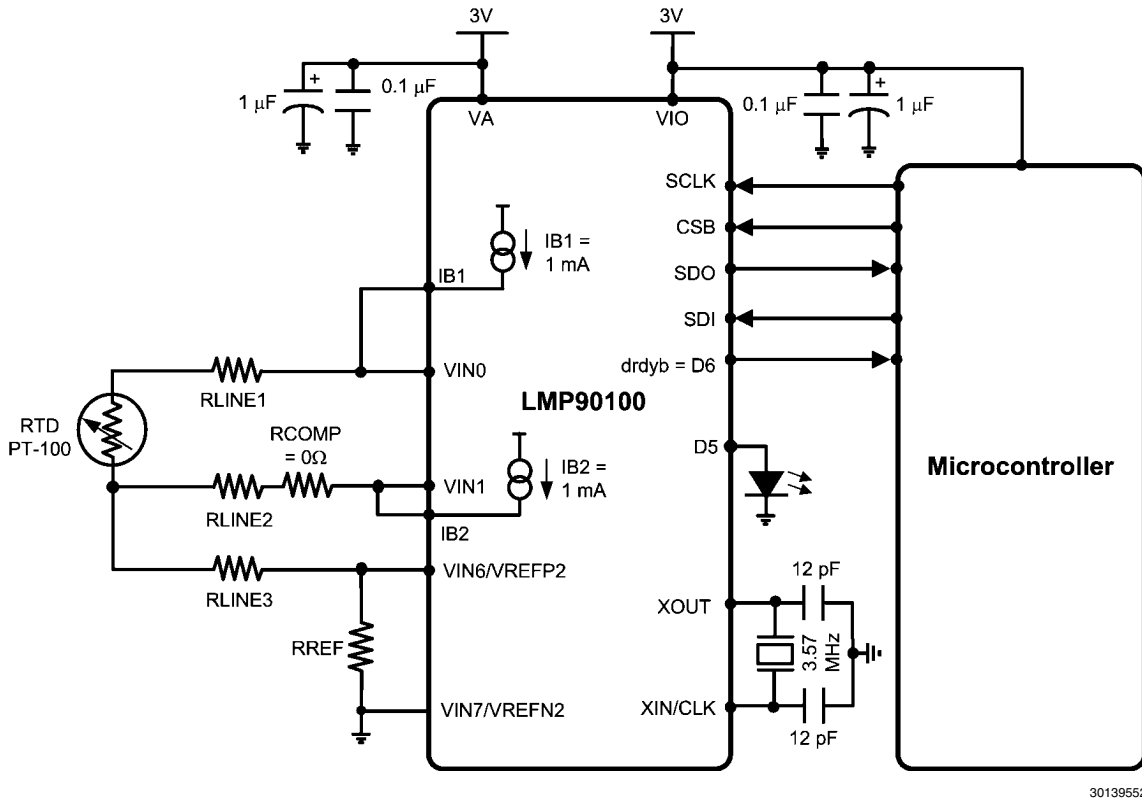 3V
3V
1 µF
+
0.1 µF
0.1 µF
+
1 µF
VA
VIO
SCLK
CSB
SDO
SDI
drdyb = D6
IB1 =
1 mA
IB1
VIN0
RLINE1
LMP90100
RTD
PT-100
RCOMP
= 0Ω
IB2 =
1 mA
D5
Microcontroller
VIN1
RLINE2
IB2
VIN6/VREFP2
RLINE3
12 pF
XOUT
3.57
MHz
RREF
VIN7/VREFN2
XIN/CLK
12 pF
30139552